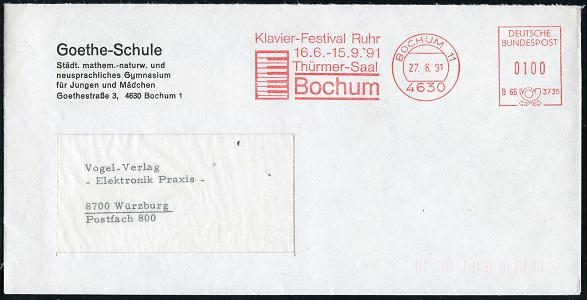 Goethe-Schule
Städt. mathem.-naturw. und
neusprachliches Gymnasium
für Jungen und Mädchen
Goethestraße 3, 4630 Bochum 1
Klavier-Festival Ruhr
16.6.-15.9.'91
Thürmer-Saal
Bochum
BOCHUM 11
27. 6. 91
4630
DEUTSCHE
BUNDESPOST
0100
B 66 3735
Vogel-Verlag
- Elektronik Praxis -
8700 Würzburg
Postfach 800